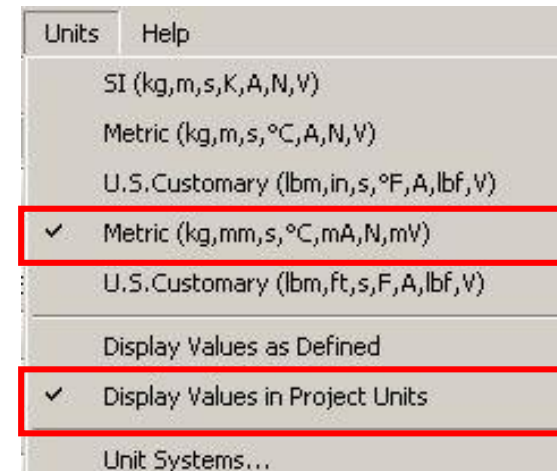 Units Help
SI (kg,m,s,K,A,N,V)
Metric (kg,m,s,°C,A,N,V)
U.S.Customary (lbm,in,s,°F,A,lbf,V)
✓ Metric (kg,mm,s,°C,mA,N,mV)
U.S.Customary (lbm,ft,s,F,A,lbf,V)
Display Values as Defined
✓ Display Values in Project Units
Unit Systems...